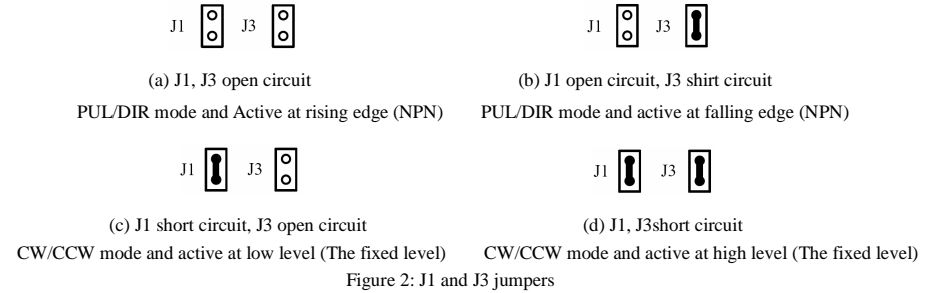 J1 J3 J1 J3
(a) J1, J3 open circuit (b) J1 open circuit, J3 shirt circuit
PUL/DIR mode and Active at rising edge (NPN) PUL/DIR mode and active at falling edge (NPN)
J1 J3 J1 J3
(c) J1 short circuit, J3 open circuit (d) J1, J3short circuit
CW/CCW mode and active at low level (The fixed level) CW/CCW mode and active at high level (The fixed level)
Figure 2: J1 and J3 jumpers